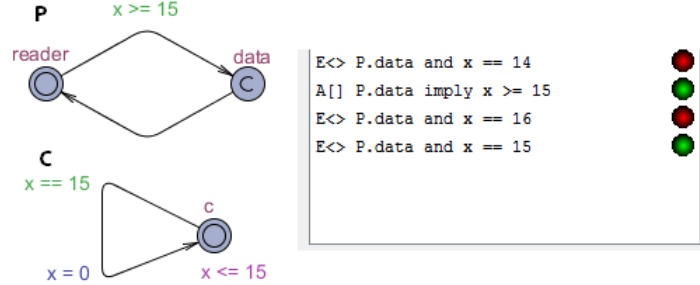 P
x >= 15
reader
data
C
C
x == 15
c
x = 0
x <= 15
E<> P.data and x == 14
A[] P.data imply x >= 15
E<> P.data and x == 16
E<> P.data and x == 15